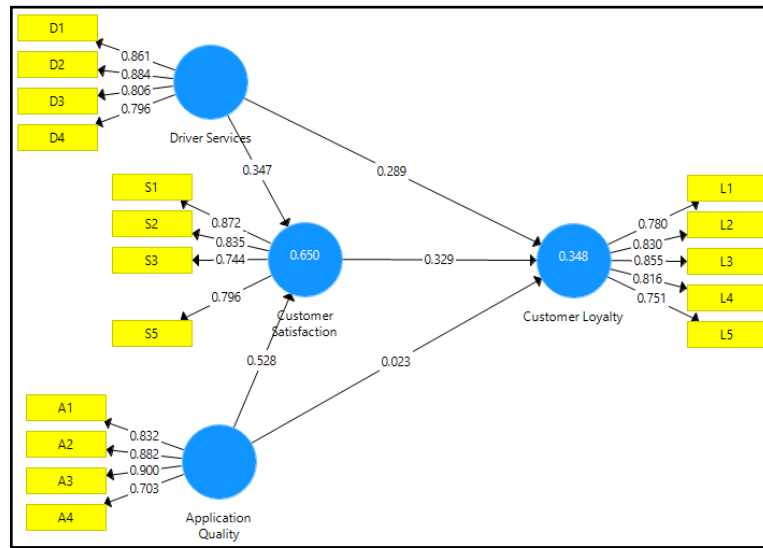 D1
D2
D3
D4
0.861
0.884
0.806
0.796
Driver Services
0.347
0.289
S1
S2
S3
S5
0.872
0.835
0.744
0.796
0.650
Customer
Satisfaction
0.329
0.348
Customer Loyalty
0.780
0.830
0.855
0.816
0.751
L1
L2
L3
L4
L5
0.528
0.023
A1
A2
A3
A4
0.832
0.882
0.900
0.703
Application
Quality